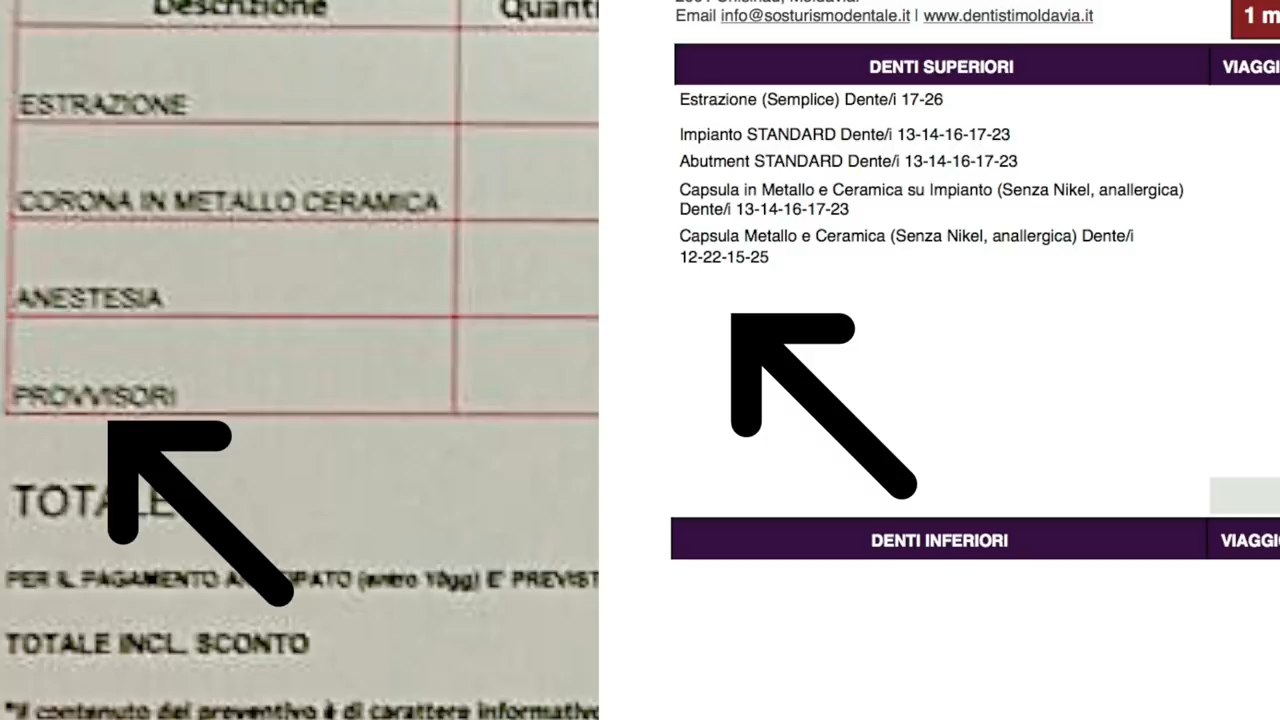 Descrizione Quanti
ESTRAZIONE
CORONA IN METALLO CERAMICA
ANESTESIA
PROVVISORI
TOTALE
PER IL PAGAMENTO ANTICIPATO (entro 10gg) E' PREVIST
TOTALE INCL. SCONTO
*Il contenuto del preventivo è di carattere informativo
Email info@sosturismodentale.it | www.dentistimoldavia.it
1 m
DENTI SUPERIORI VIAGGI
Estrazione (Semplice) Dente/i 17-26
Impianto STANDARD Dente/i 13-14-16-17-23
Abutment STANDARD Dente/i 13-14-16-17-23
Capsula in Metallo e Ceramica su Impianto (Senza Nikel, anallergica)
Dente/i 13-14-16-17-23
Capsula Metallo e Ceramica (Senza Nikel, anallergica) Dente/i
12-22-15-25
DENTI INFERIORI VIAGGI